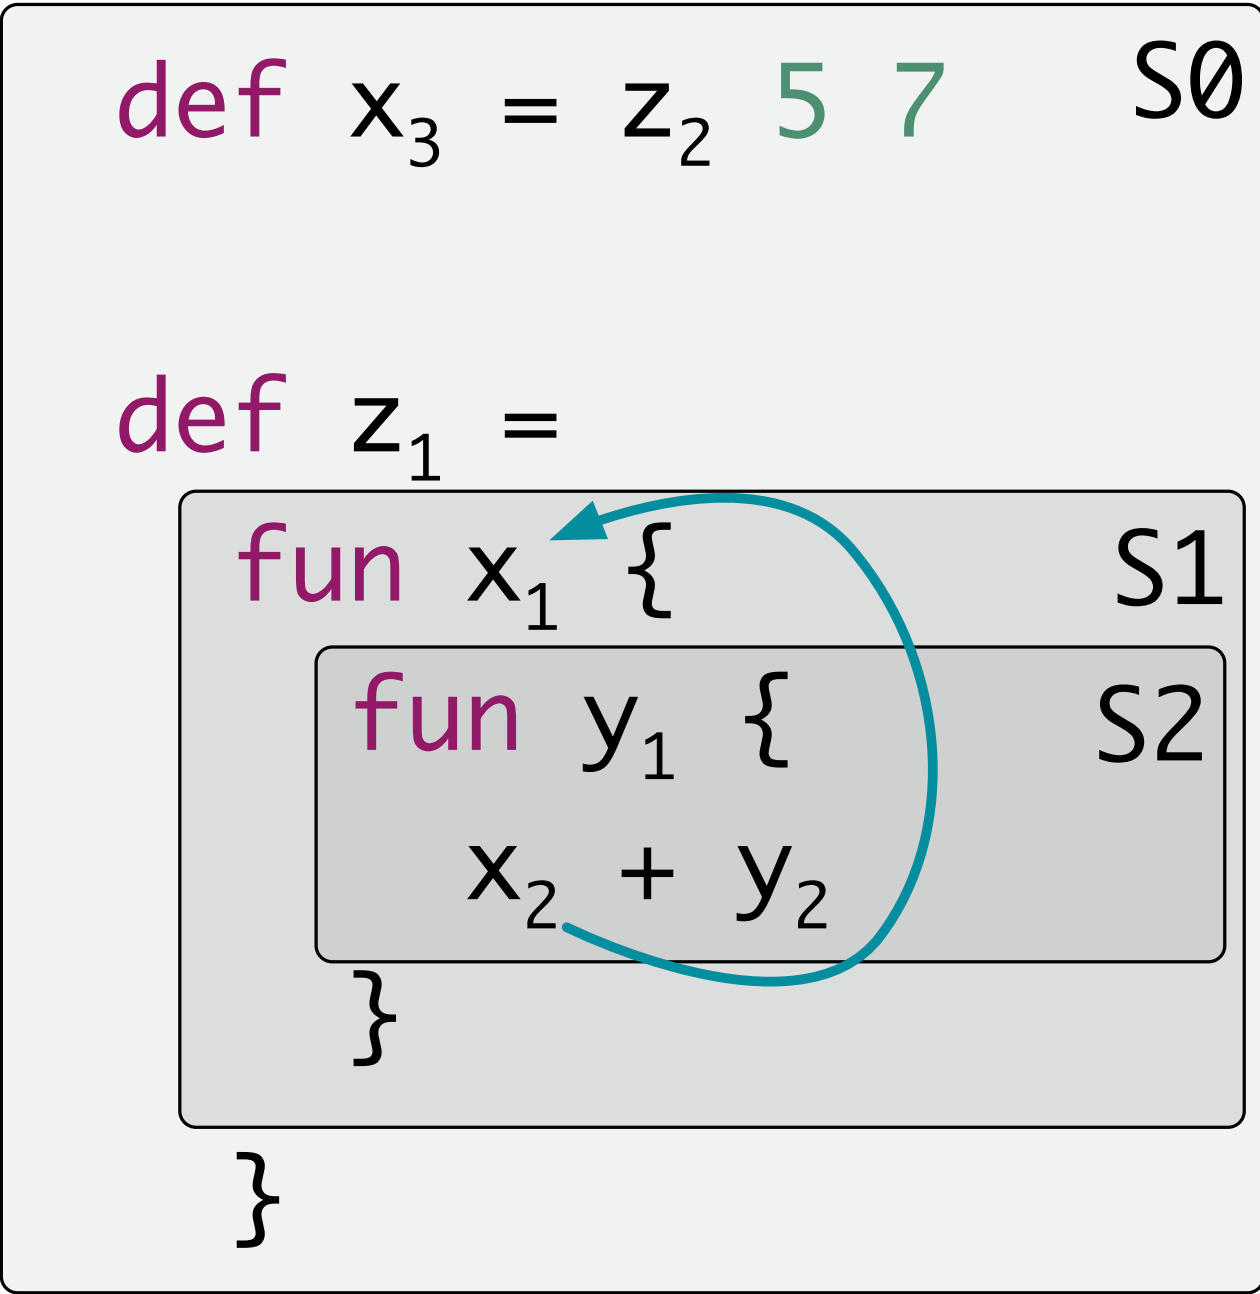 def x₃ = z₂ 5 7 S0
def z₁ =
fun x₁ { S1
fun y₁ { S2
x₂ + y₂
}
}